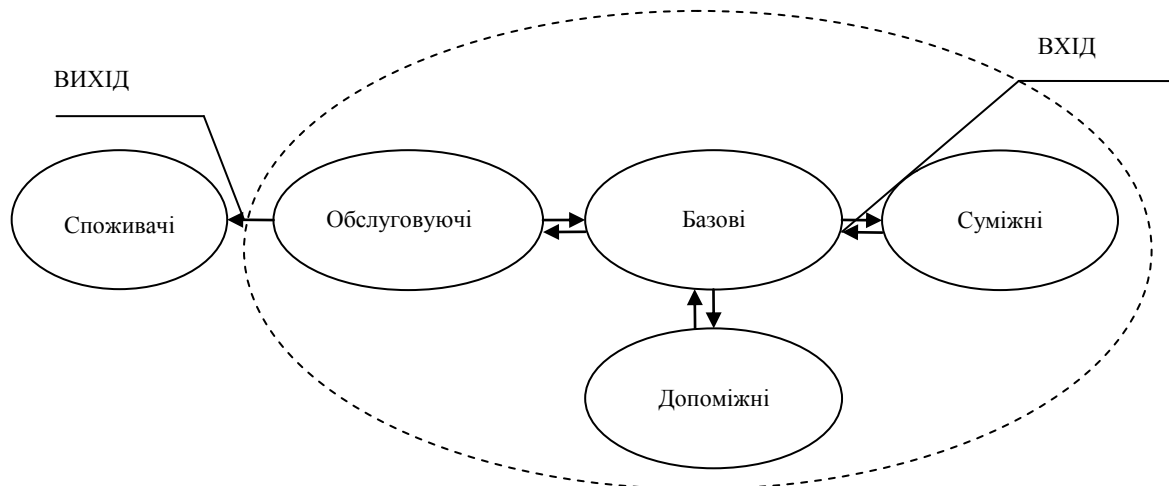 ВХІД
ВИХІД
Споживачі
Обслуговуючі
Базові
Суміжні
Допоміжні